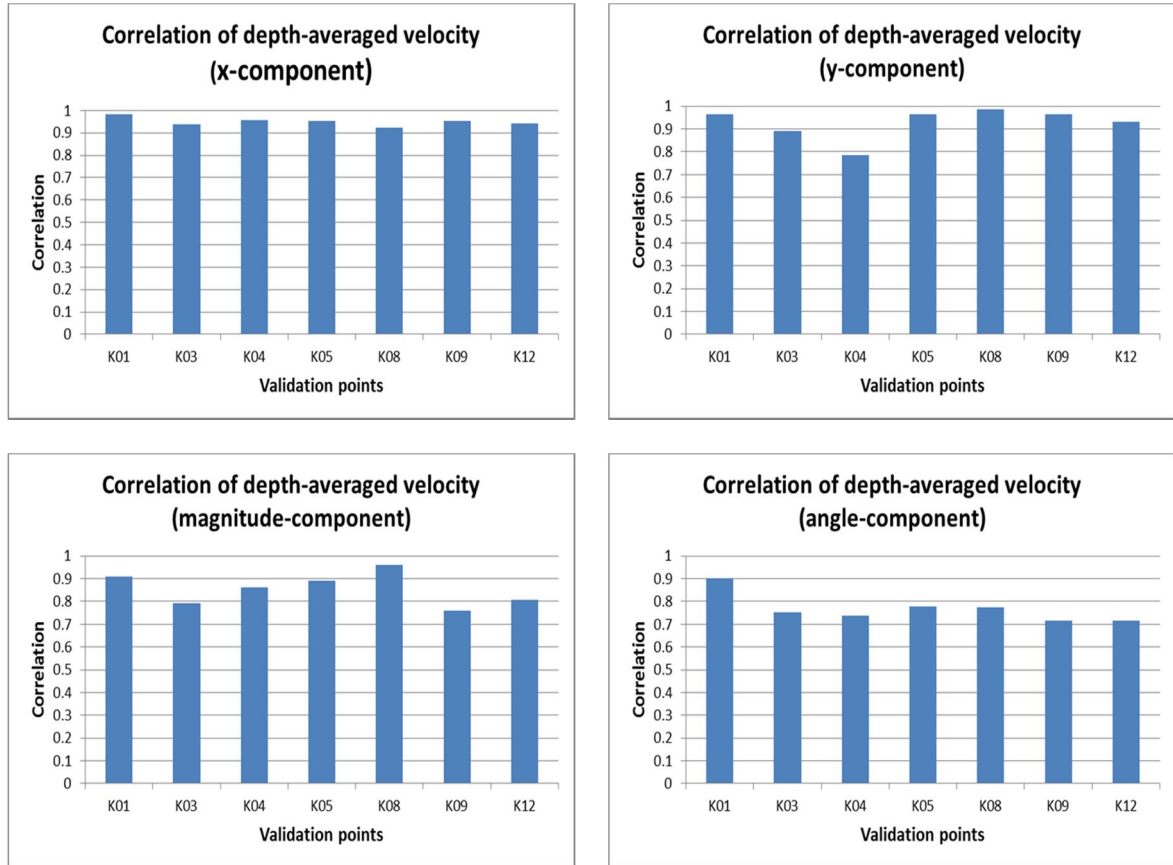 Correlation of depth-averaged velocity
(x-component)
1
0.9
0.8
0.7
0.6
0.5
0.4
0.3
0.2
0.1
0
Correlation
K01 K03 K04 K05 K08 K09 K12
Validation points
Correlation of depth-averaged velocity
(y-component)
1
0.9
0.8
0.7
0.6
0.5
0.4
0.3
0.2
0.1
0
Correlation
K01 K03 K04 K05 K08 K09 K12
Validation points
Correlation of depth-averaged velocity
(magnitude-component)
1
0.9
0.8
0.7
0.6
0.5
0.4
0.3
0.2
0.1
0
Correlation
K01 K03 K04 K05 K08 K09 K12
Validation points
Correlation of depth-averaged velocity
(angle-component)
1
0.9
0.8
0.7
0.6
0.5
0.4
0.3
0.2
0.1
0
Correlation
K01 K03 K04 K05 K08 K09 K12
Validation points